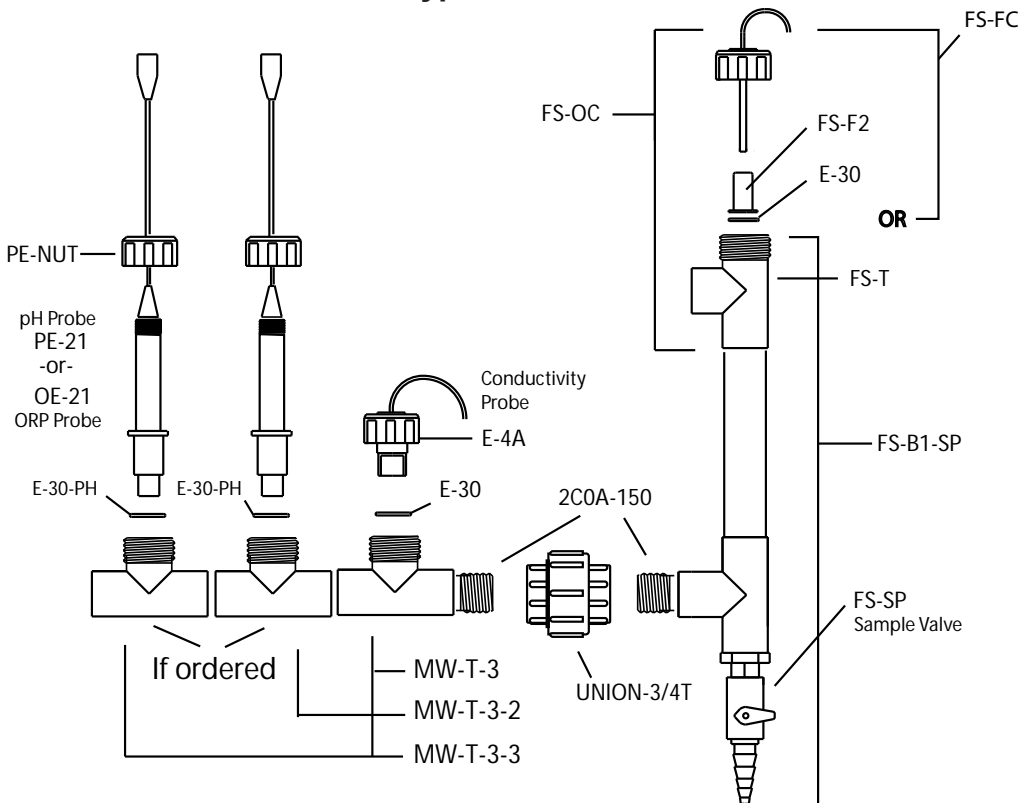 FS-FC
FS-OC
FS-F2
E-30
OR
PE-NUT
FS-T
pH Probe
PE-21
-or-
OE-21
ORP Probe
Conductivity
Probe
E-4A
FS-B1-SP
E-30-PH
E-30-PH
E-30
2C0A-150
FS-SP
Sample Valve
If ordered
MW-T-3
UNION-3/4T
MW-T-3-2
MW-T-3-3